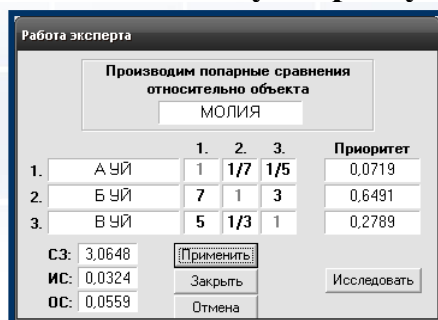 Работа эксперта
Производим попарные сравнения
относительно объекта
МОЛИЯ
1. 2. 3. Приоритет
1. А УЙ 1 1/7 1/5 0,0719
2. Б УЙ 7 1 3 0,6491
3. В УЙ 5 1/3 1 0,2789
СЗ: 3,0648 Применить
ИС: 0,0324 Закрыть Исследовать
ОС: 0,0559 Отмена